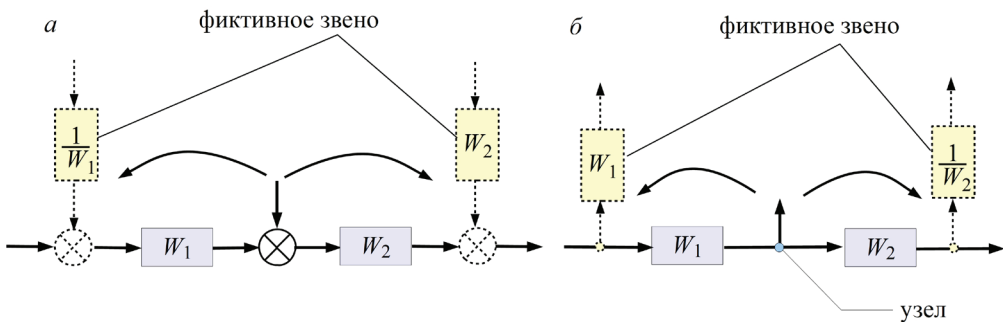 а
фиктивное звено
1
W₁
W₂
W₁
W₂
б
фиктивное звено
W₁
1
W₂
W₁
W₂
узел